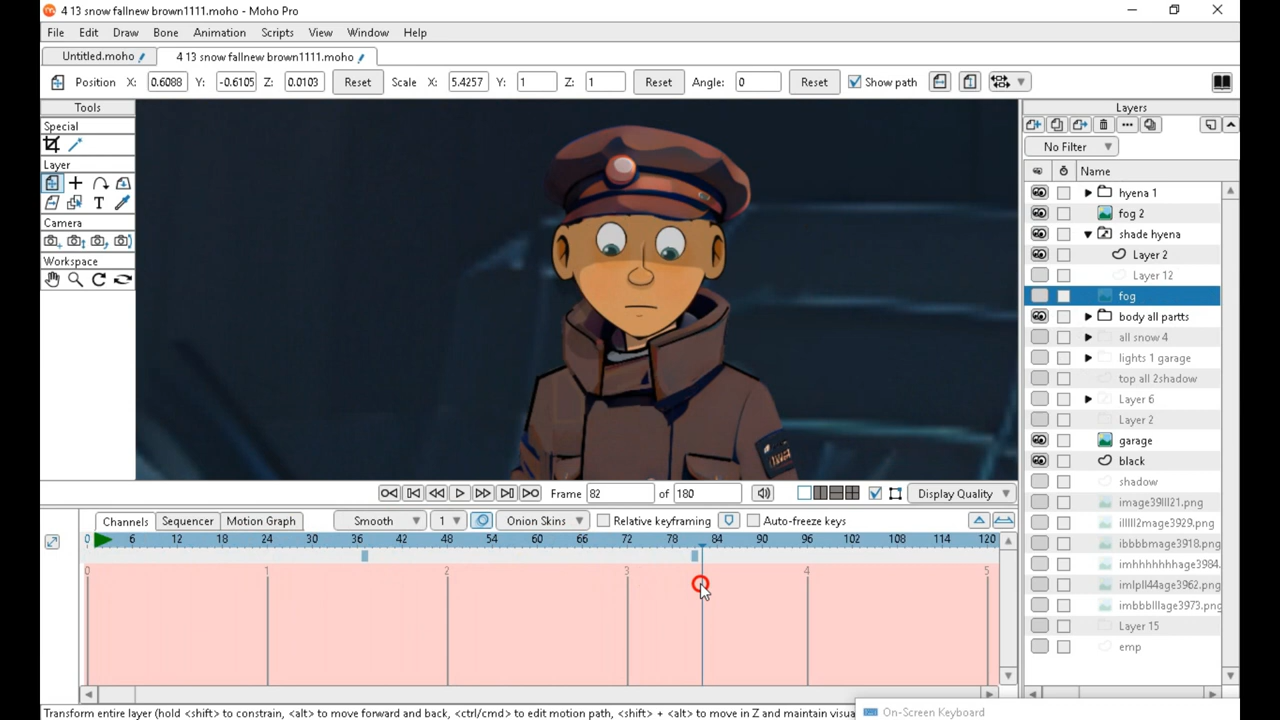 4 13 snow fallnew brown1111.moho - Moho Pro
File Edit Draw Bone Animation Scripts View Window Help
Untitled.moho 4 13 snow fallnew brown1111.moho
Position X: 0.6088 Y: -0.6105 Z: 0.0103 Reset Scale X: 5.4257 Y: 1 Z: 1 Reset Angle: 0 Reset Show path
Tools
Special
Layer
T
Camera
Workspace
Layers
No Filter
Name
hyena 1
fog 2
shade hyena
Layer 2
Layer 12
fog
body all partts
all snow 4
lights 1 garage
top all 2shadow
Layer 6
Layer 2
garage
black
shadow
image39lll21.png
illlll2mage3929.png
ibbbbmage3918.png
imhhhhhhage3984.
imlpll44age3962.png
imbbblllage3973.png
Layer 15
emp
Frame 82 of 180 Display Quality
Channels Sequencer Motion Graph Smooth 1 Onion Skins Relative keyframing Auto-freeze keys
0 6 12 18 24 30 36 42 48 54 60 66 72 78 84 90 96 102 108 114 120
0 1 2 3 4 5
Transform entire layer (hold <shift> to constrain, <alt> to move forward and back, <ctrl/cmd> to edit motion path, <shift> + <alt> to move in Z and maintain visua
On-Screen Keyboard